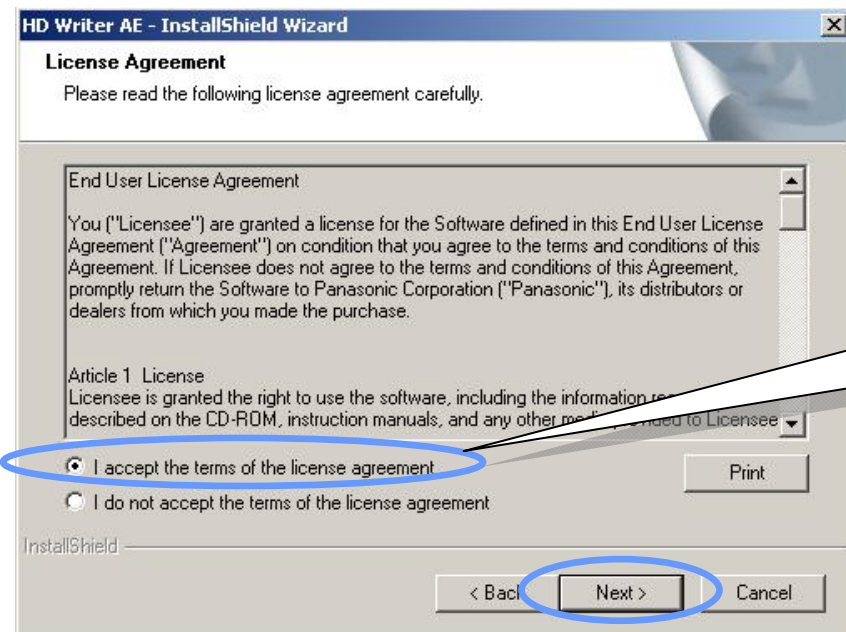 HD Writer AE - InstallShield Wizard
License Agreement
Please read the following license agreement carefully.
End User License Agreement
You ("Licensee") are granted a license for the Software defined in this End User License
Agreement ("Agreement") on condition that you agree to the terms and conditions of this
Agreement. If Licensee does not agree to the terms and conditions of this Agreement,
promptly return the Software to Panasonic Corporation ("Panasonic"), its distributors or
dealers from which you made the purchase.
Article 1 License
Licensee is granted the right to use the software, including the information
described on the CD-ROM, instruction manuals, and any other to Licensee
I accept the terms of the license agreement
Print
I do not accept the terms of the license agreement
InstallShield
< Back
Next >
Cancel